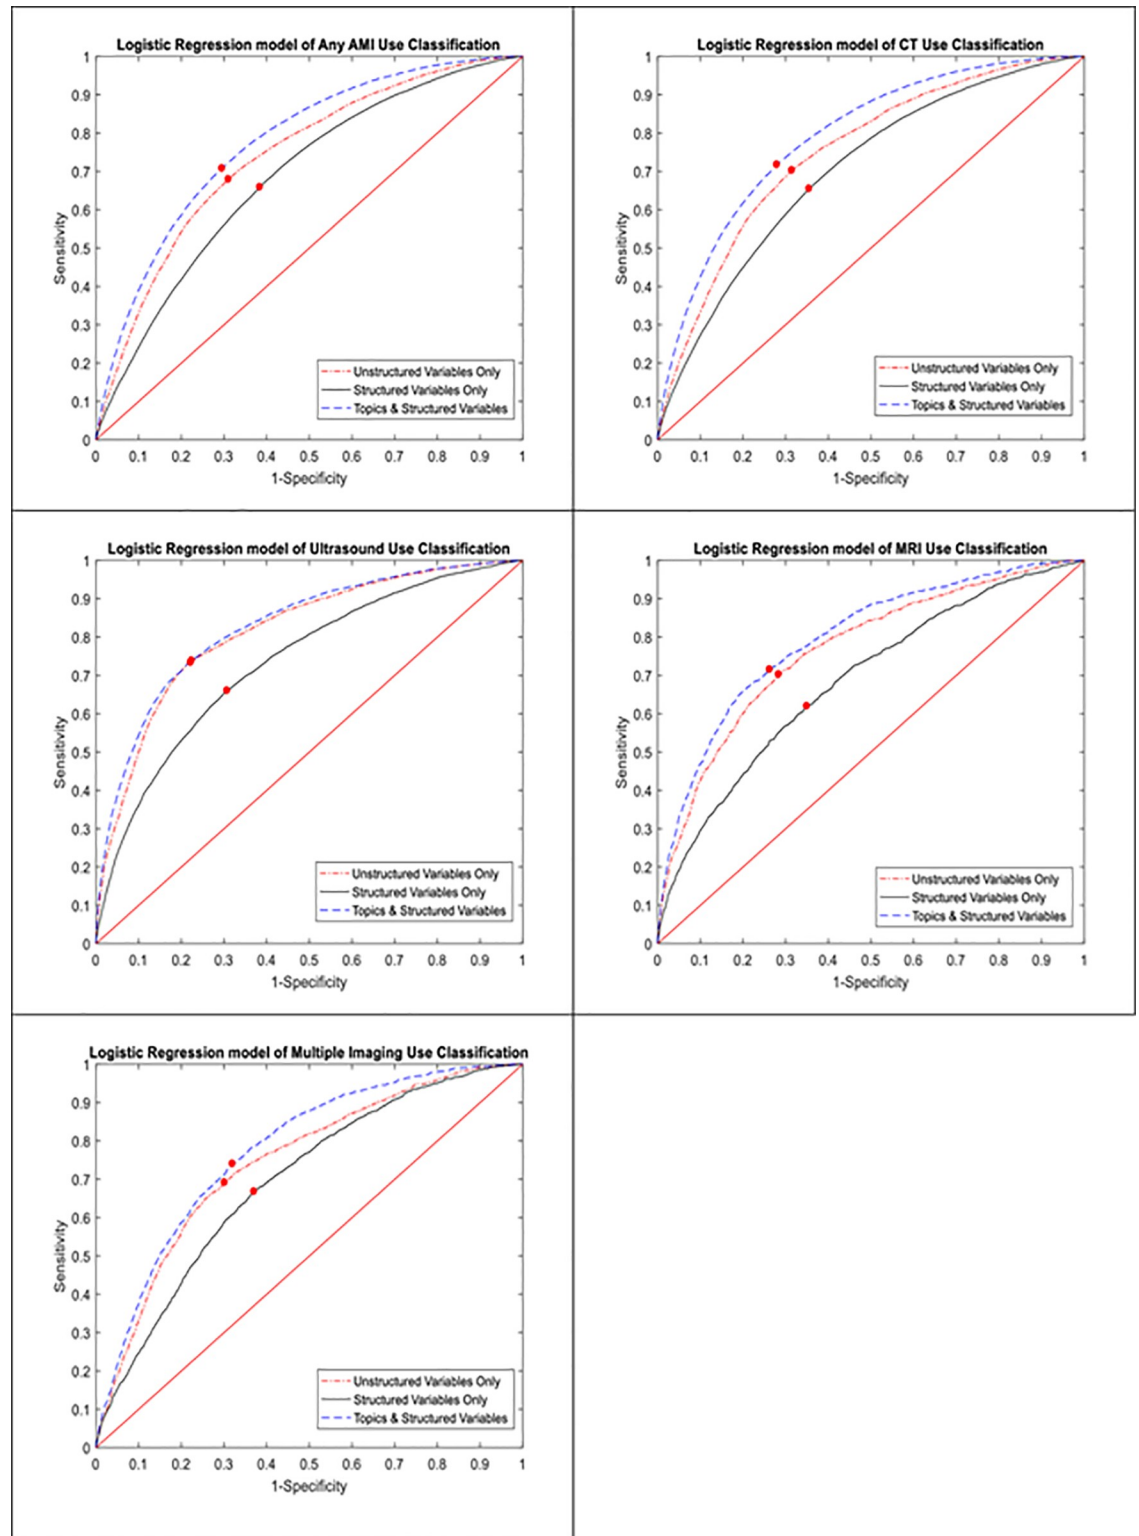 Logistic Regression model of Any AMI Use Classification
1
0.9
0.8
0.7
0.6
0.5
0.4
0.3
0.2
0.1
0
Sensitivity
Unstructured Variables Only
Structured Variables Only
Topics & Structured Variables
0 0.1 0.2 0.3 0.4 0.5 0.6 0.7 0.8 0.9 1
1-Specificity
Logistic Regression model of CT Use Classification
1
0.9
0.8
0.7
0.6
0.5
0.4
0.3
0.2
0.1
0
Sensitivity
Unstructured Variables Only
Structured Variables Only
Topics & Structured Variables
0 0.1 0.2 0.3 0.4 0.5 0.6 0.7 0.8 0.9 1
1-Specificity
Logistic Regression model of Ultrasound Use Classification
1
0.9
0.8
0.7
0.6
0.5
0.4
0.3
0.2
0.1
0
Sensitivity
Unstructured Variables Only
Structured Variables Only
Topics & Structured Variables
0 0.1 0.2 0.3 0.4 0.5 0.6 0.7 0.8 0.9 1
1-Specificity
Logistic Regression model of MRI Use Classification
1
0.9
0.8
0.7
0.6
0.5
0.4
0.3
0.2
0.1
0
Sensitivity
Unstructured Variables Only
Structured Variables Only
Topics & Structured Variables
0 0.1 0.2 0.3 0.4 0.5 0.6 0.7 0.8 0.9 1
1-Specificity
Logistic Regression model of Multiple Imaging Use Classification
1
0.9
0.8
0.7
0.6
0.5
0.4
0.3
0.2
0.1
0
Sensitivity
Unstructured Variables Only
Structured Variables Only
Topics & Structured Variables
0 0.1 0.2 0.3 0.4 0.5 0.6 0.7 0.8 0.9 1
1-Specificity